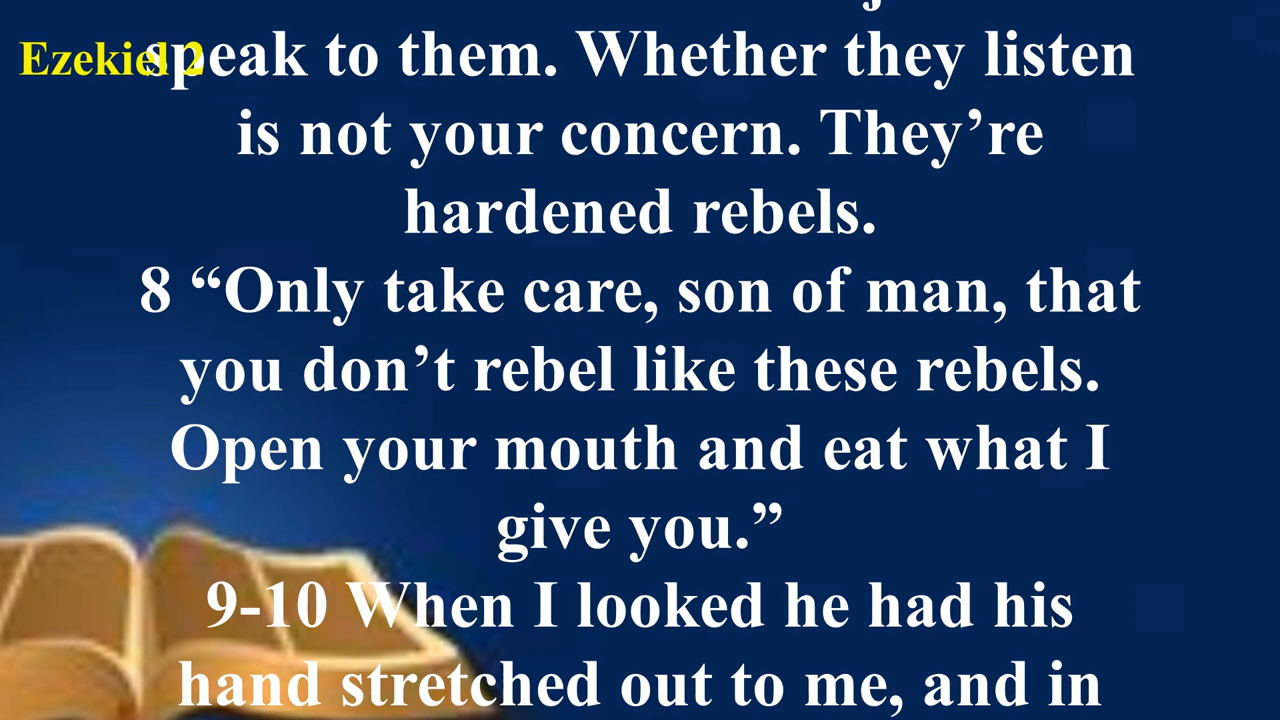 Ezekiel 2
speak to them. Whether they listen
is not your concern. They’re
hardened rebels.
8 “Only take care, son of man, that
you don’t rebel like these rebels.
Open your mouth and eat what I
give you.”
9-10 When I looked he had his
hand stretched out to me, and in